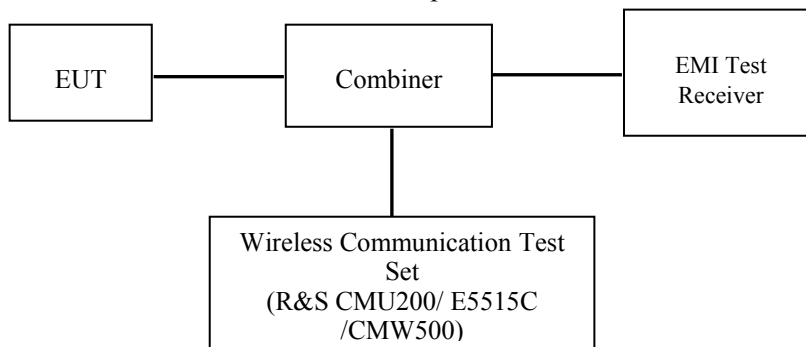 EUT
Combiner
EMI Test
Receiver
Wireless Communication Test
Set
(R&S CMU200/ E5515C
/CMW500)